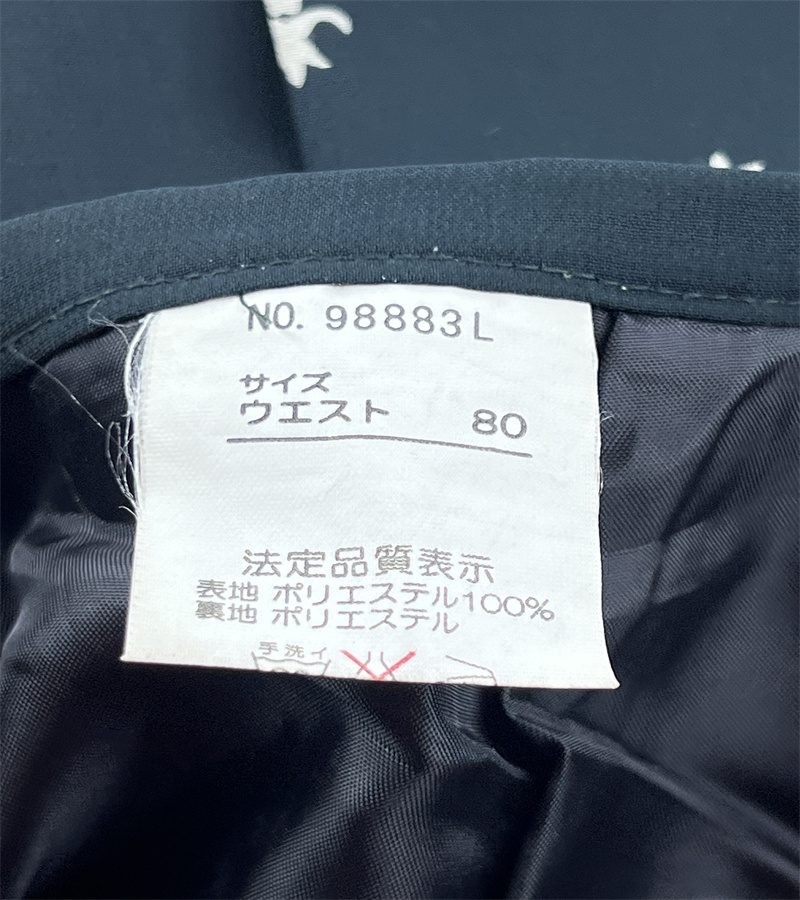 NO. 98883L
サイズ
ウエスト 80
法定品質表示
表地 ポリエステル100%
裏地 ポリエステル
手洗イ